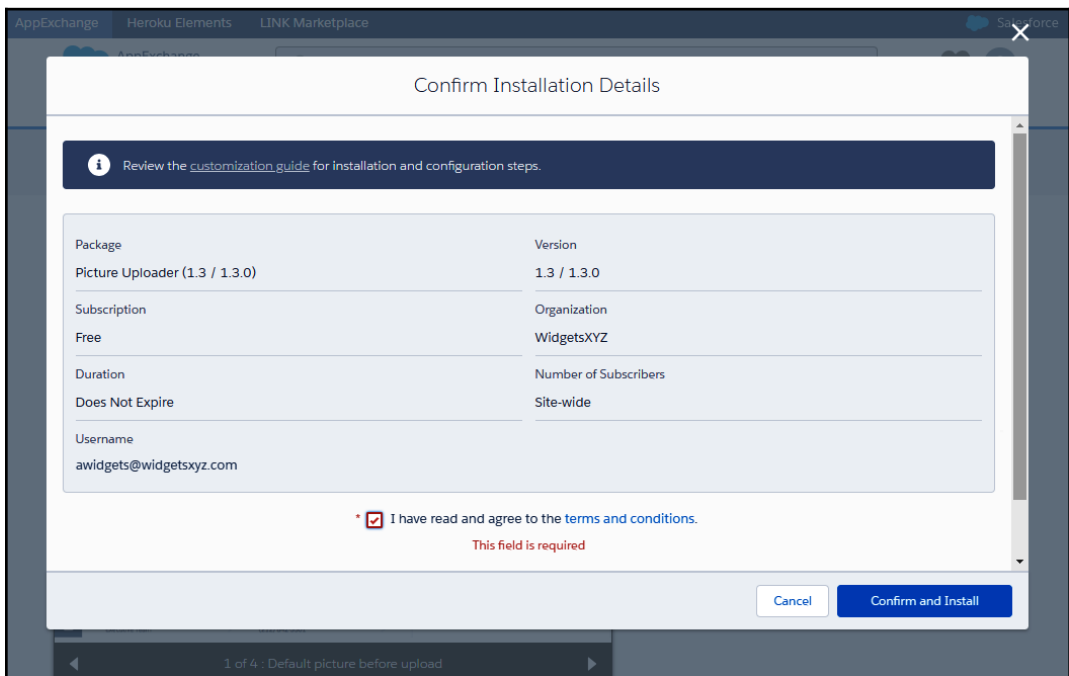 AppExchange Heroku Elements LINK Marketplace Salesforce
AppExchange
Confirm Installation Details
Review the customization guide for installation and configuration steps.
Package
Picture Uploader (1.3 / 1.3.0)
Version
1.3 / 1.3.0
Subscription
Free
Organization
WidgetsXYZ
Duration
Does Not Expire
Number of Subscribers
Site-wide
Username
awidgets@widgetsxyz.com
* I have read and agree to the terms and conditions.
This field is required
Cancel Confirm and Install
1 of 4 : Default picture before upload